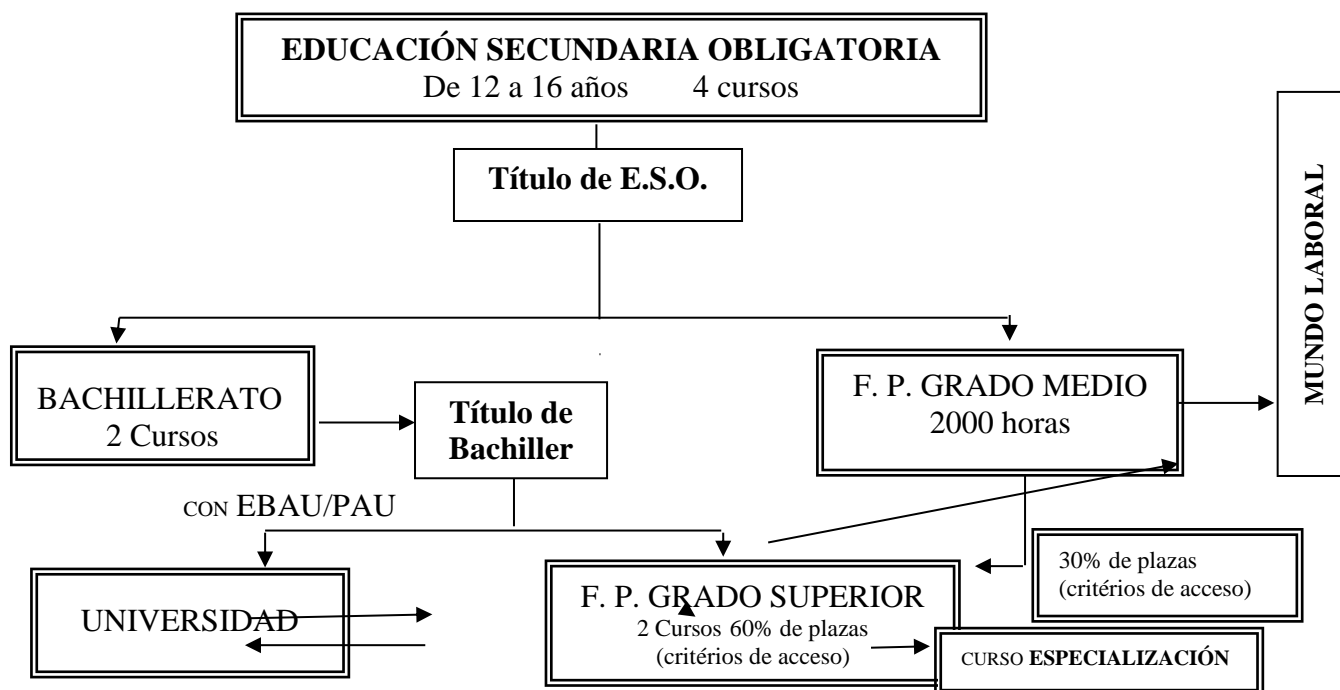 EDUCACIÓN SECUNDARIA OBLIGATORIA
De 12 a 16 años 4 cursos
Título de E.S.O.
MUNDO LABORAL
BACHILLERATO
2 Cursos
Título de
Bachiller
F. P. GRADO MEDIO
2000 horas
CON EBAU/PAU
30% de plazas
(critérios de acceso)
UNIVERSIDAD
F. P. GRADO SUPERIOR
2 Cursos 60% de plazas
(critérios de acceso)
CURSO ESPECIALIZACIÓN